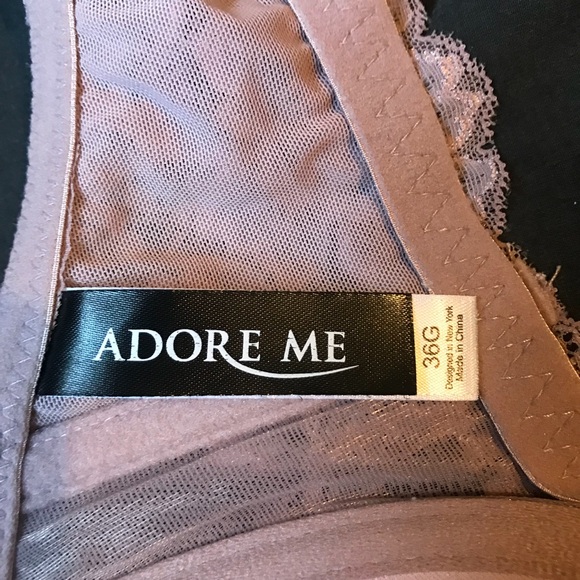 ADORE ME
36G
Designed in New York
Made in China